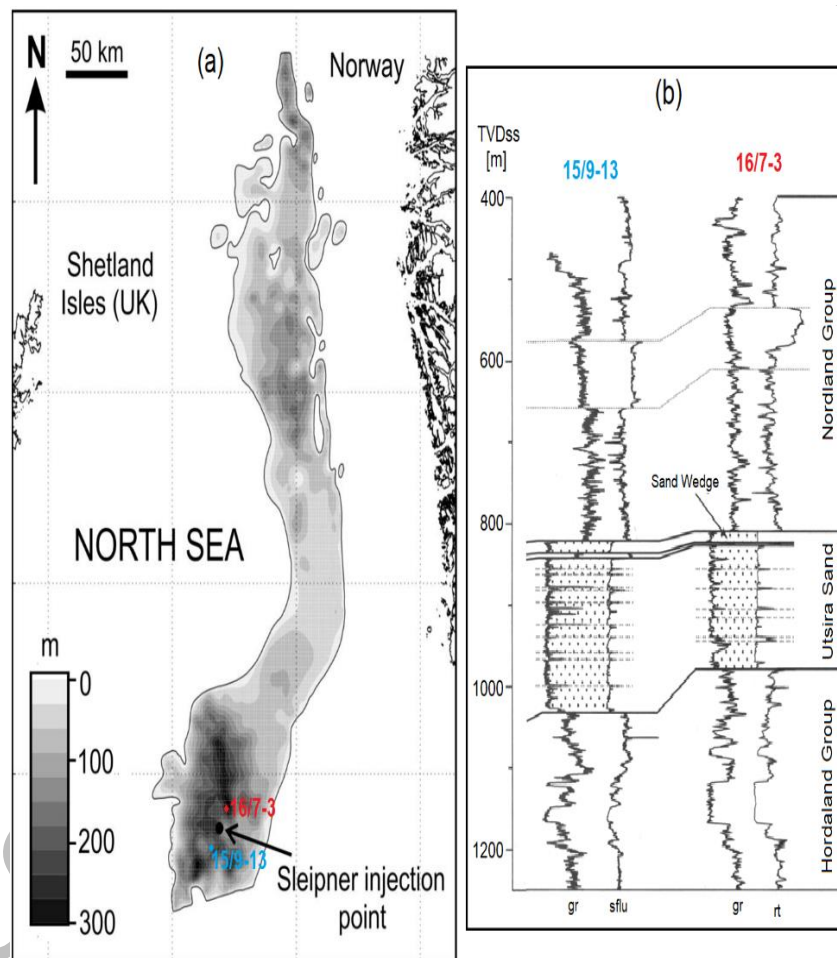 50 km
(a)
N
Norway
Shetland
Isles (UK)
NORTH SEA
m
0
100
200
300
16/7-3
15/9-13
Sleipner injection
point
(b)
TVDss
[m]
15/9-13
16/7-3
400
600
800
1000
1200
Sand Wedge
Nordland Group
Utsira Sand
Hordaland Group
gr
sflu
gr
rt